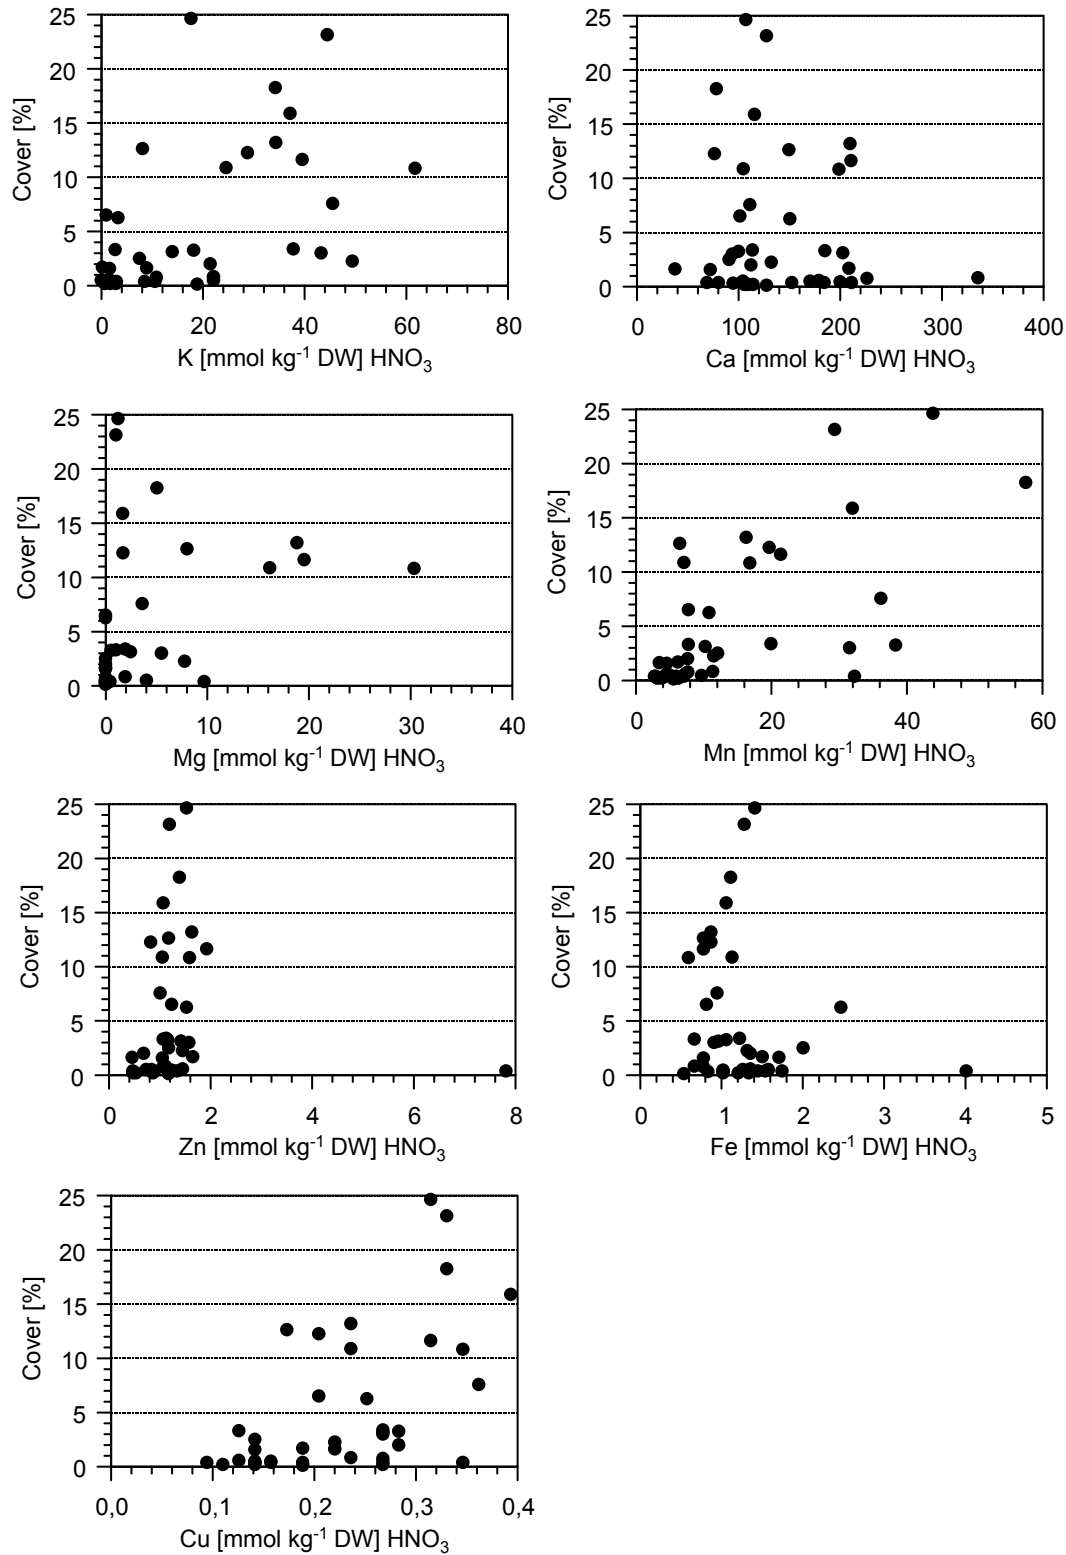 25
20
15
10
5
0
Cover [%]
0 20 40 60 80
K [mmol kg-1 DW] HNO3
25
20
15
10
5
0
Cover [%]
0 100 200 300 400
Ca [mmol kg-1 DW] HNO3
25
20
15
10
5
0
Cover [%]
0 10 20 30 40
Mg [mmol kg-1 DW] HNO3
25
20
15
10
5
0
Cover [%]
0 20 40 60
Mn [mmol kg-1 DW] HNO3
25
20
15
10
5
0
Cover [%]
0 2 4 6 8
Zn [mmol kg-1 DW] HNO3
25
20
15
10
5
0
Cover [%]
0 1 2 3 4 5
Fe [mmol kg-1 DW] HNO3
25
20
15
10
5
0
Cover [%]
0,0 0,1 0,2 0,3 0,4
Cu [mmol kg-1 DW] HNO3